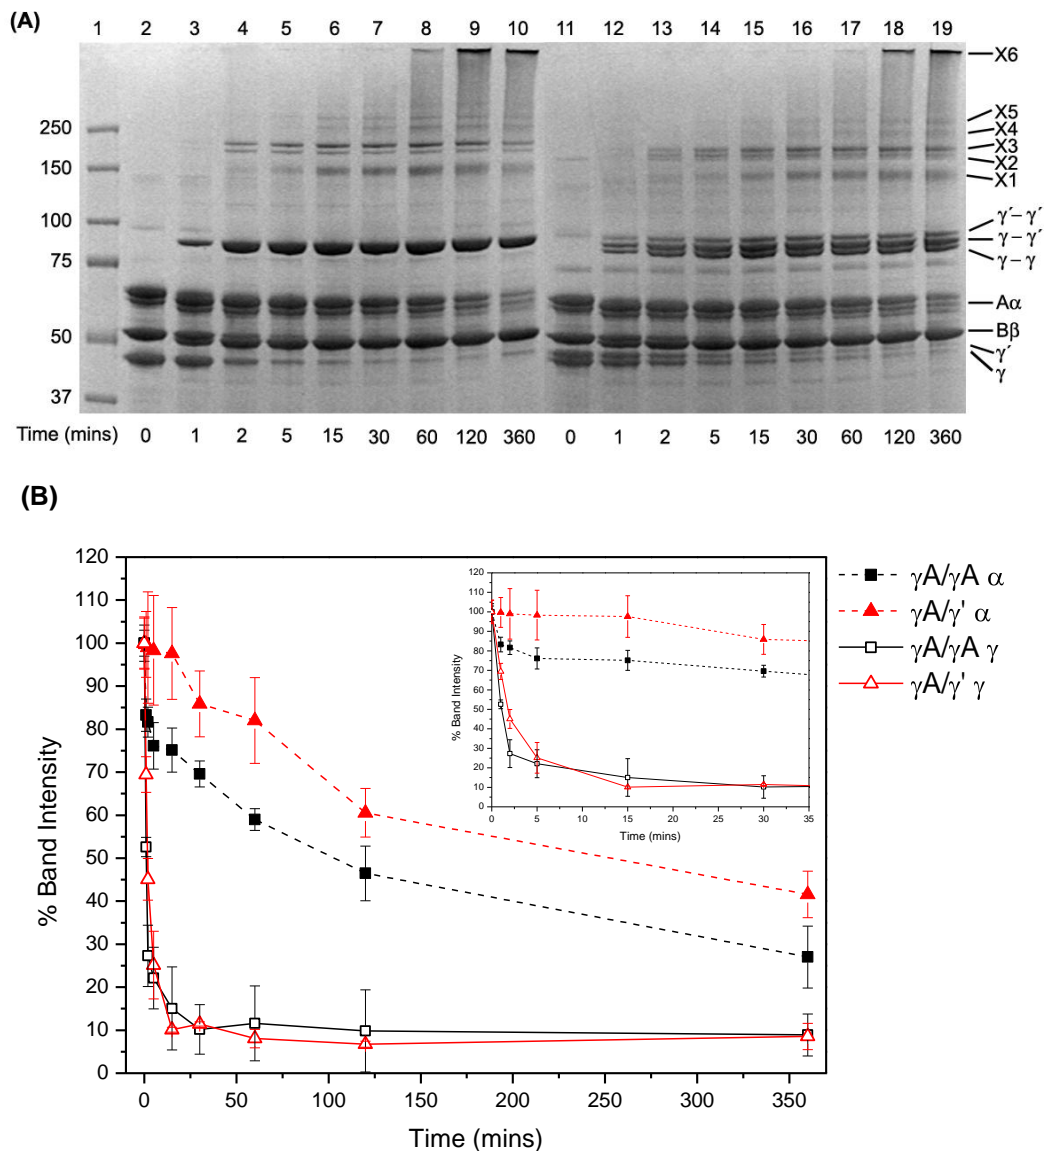 (A)
1 2 3 4 5 6 7 8 9 10 11 12 13 14 15 16 17 18 19
250
150
100
75
50
37
X6
X5
X4
X3
X2
X1
γ´– γ´
γ – γ´
γ – γ
Aα
Bβ
γ´
γ
Time (mins) 0 1 2 5 15 30 60 120 360 0 1 2 5 15 30 60 120 360
(B)
120
110
100
90
80
70
60
50
40
30
20
10
0
% Band Intensity
0 50 100 150 200 250 300 350
Time (mins)
120
110
100
90
80
70
60
50
40
30
20
10
0
% Band Intensity
0 5 10 15 20 25 30 35
Time (mins)
γA/γA α
γA/γ' α
γA/γA γ
γA/γ' γ